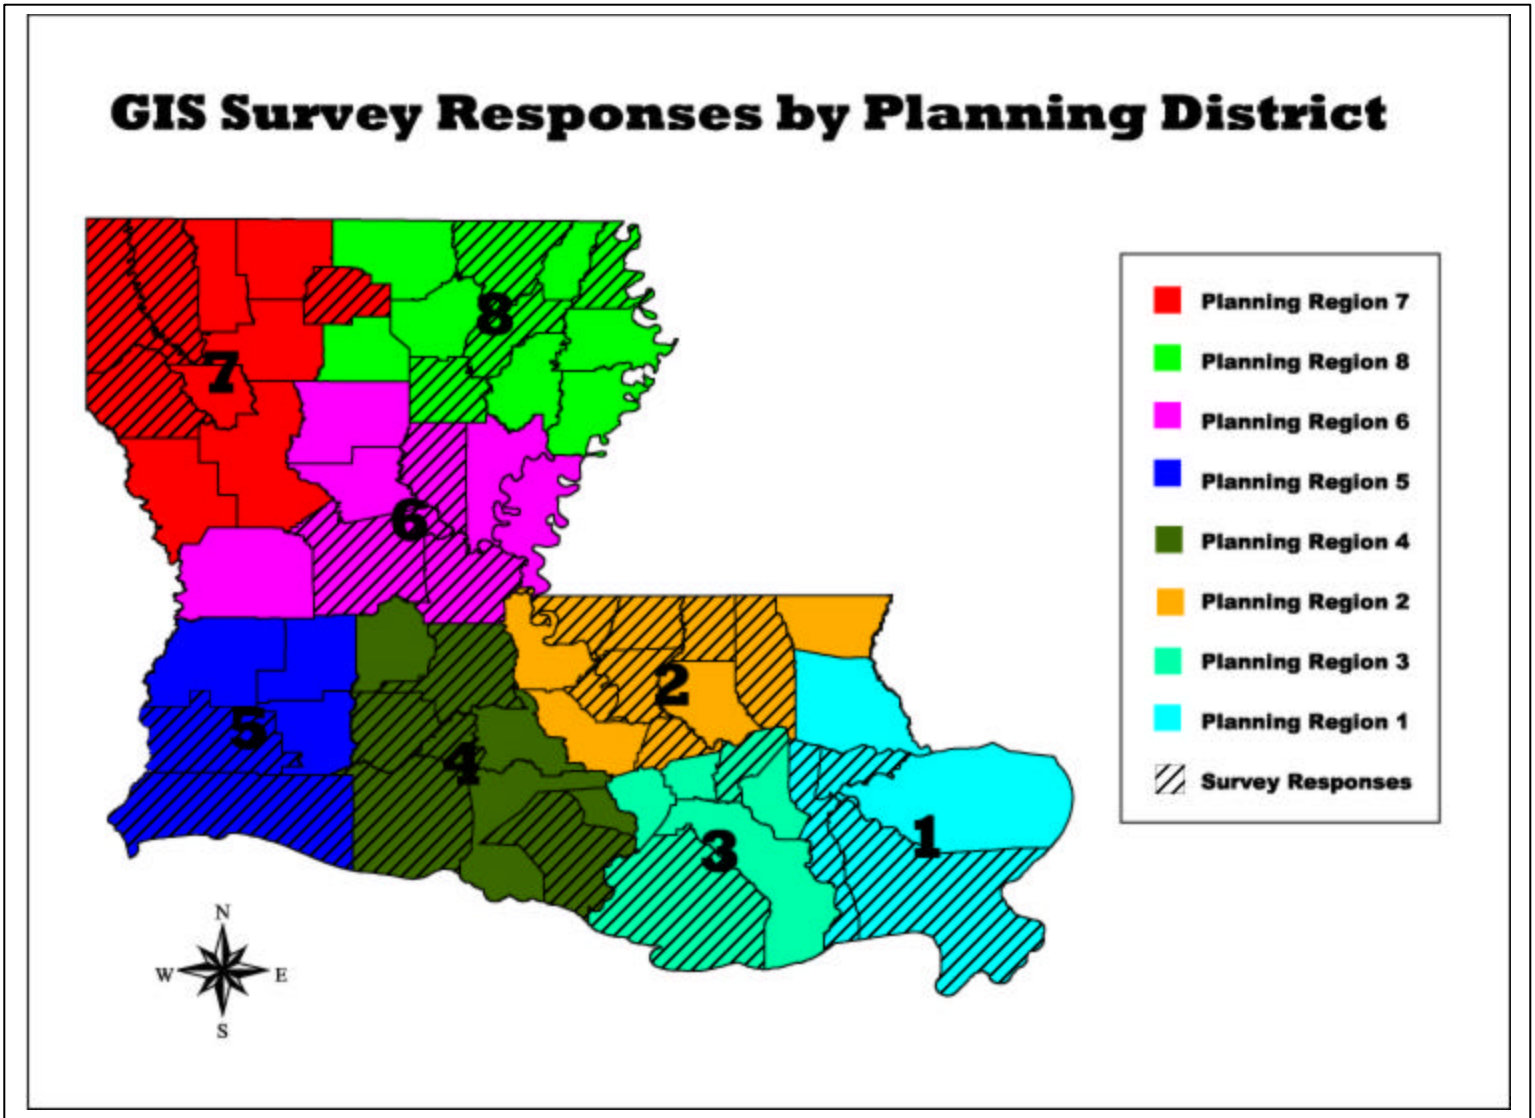 GIS Survey Responses by Planning District
7
8
6
5
4
2
3
1
Planning Region 7
Planning Region 8
Planning Region 6
Planning Region 5
Planning Region 4
Planning Region 2
Planning Region 3
Planning Region 1
Survey Responses
N
W E
S